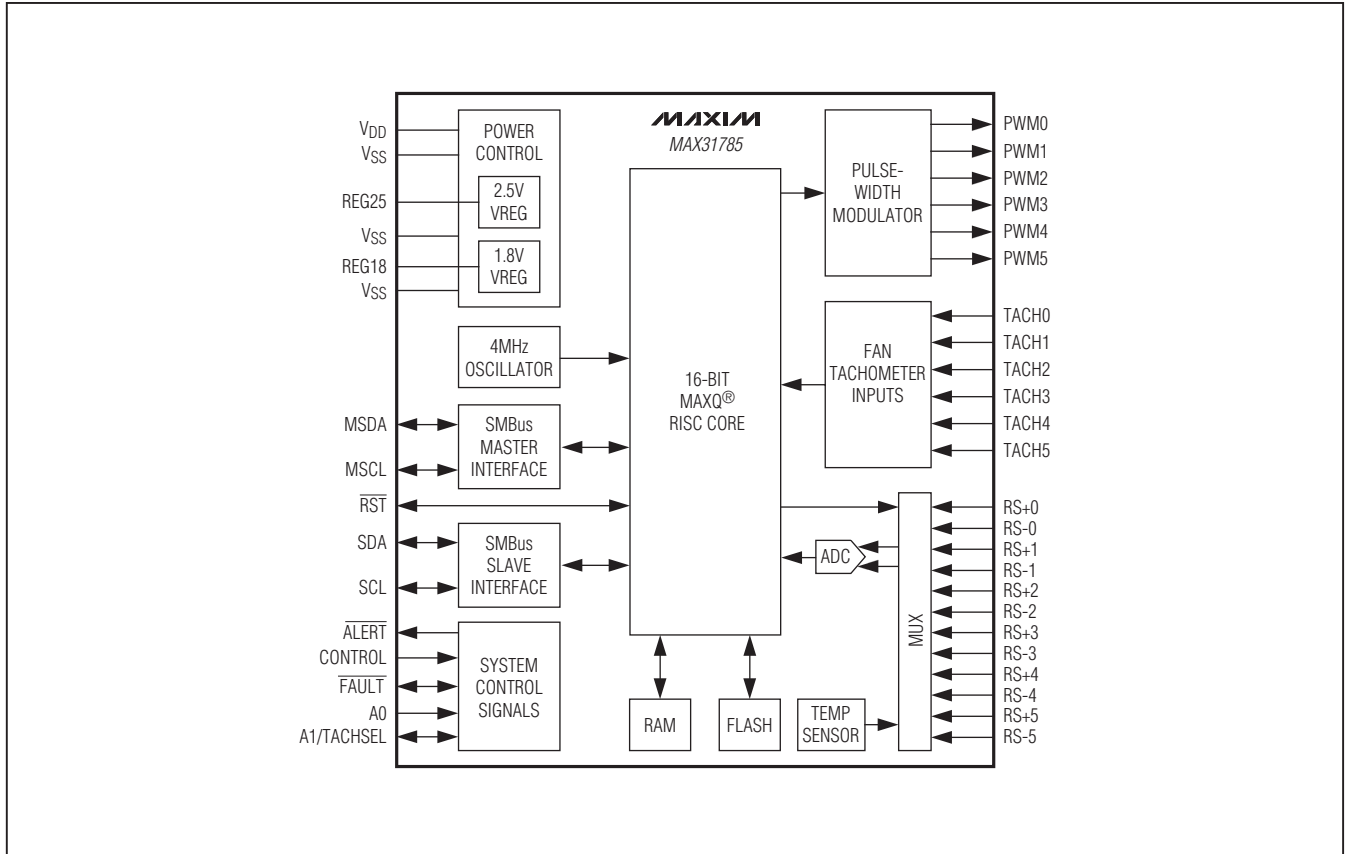 MAXIM
MAX31785
VDD
VSS
REG25
VSS
REG18
VSS
POWER
CONTROL
2.5V
VREG
1.8V
VREG
4MHz
OSCILLATOR
MSDA
MSCL
SMBus
MASTER
INTERFACE
RST
SDA
SCL
SMBus
SLAVE
INTERFACE
ALERT
CONTROL
FAULT
A0
A1/TACHSEL
SYSTEM
CONTROL
SIGNALS
16-BIT
MAXQ®
RISC CORE
RAM
FLASH
PULSE-
WIDTH
MODULATOR
PWM0
PWM1
PWM2
PWM3
PWM4
PWM5
FAN
TACHOMETER
INPUTS
TACH0
TACH1
TACH2
TACH3
TACH4
TACH5
ADC
MUX
TEMP
SENSOR
RS+0
RS-0
RS+1
RS-1
RS+2
RS-2
RS+3
RS-3
RS+4
RS-4
RS+5
RS-5